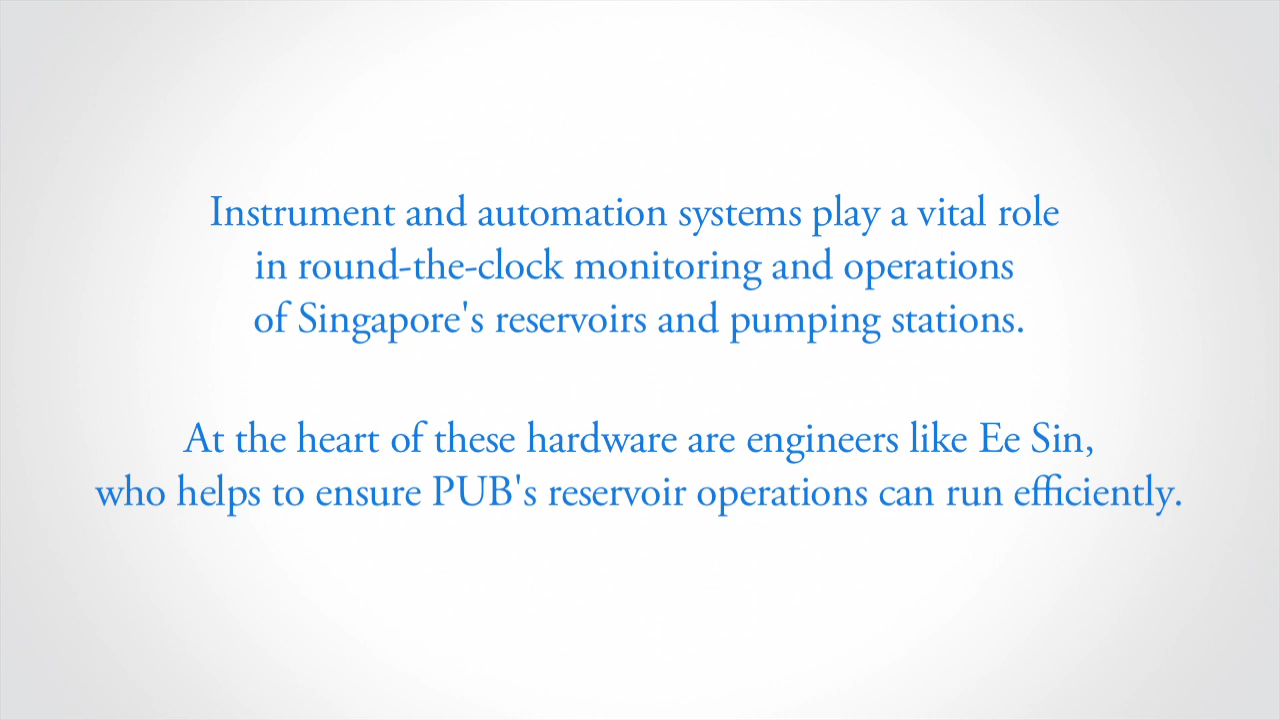 Instrument and automation systems play a vital role
in round-the-clock monitoring and operations
of Singapore's reservoirs and pumping stations.
At the heart of these hardware are engineers like Ee Sin,
who helps to ensure PUB's reservoir operations can run efficiently.